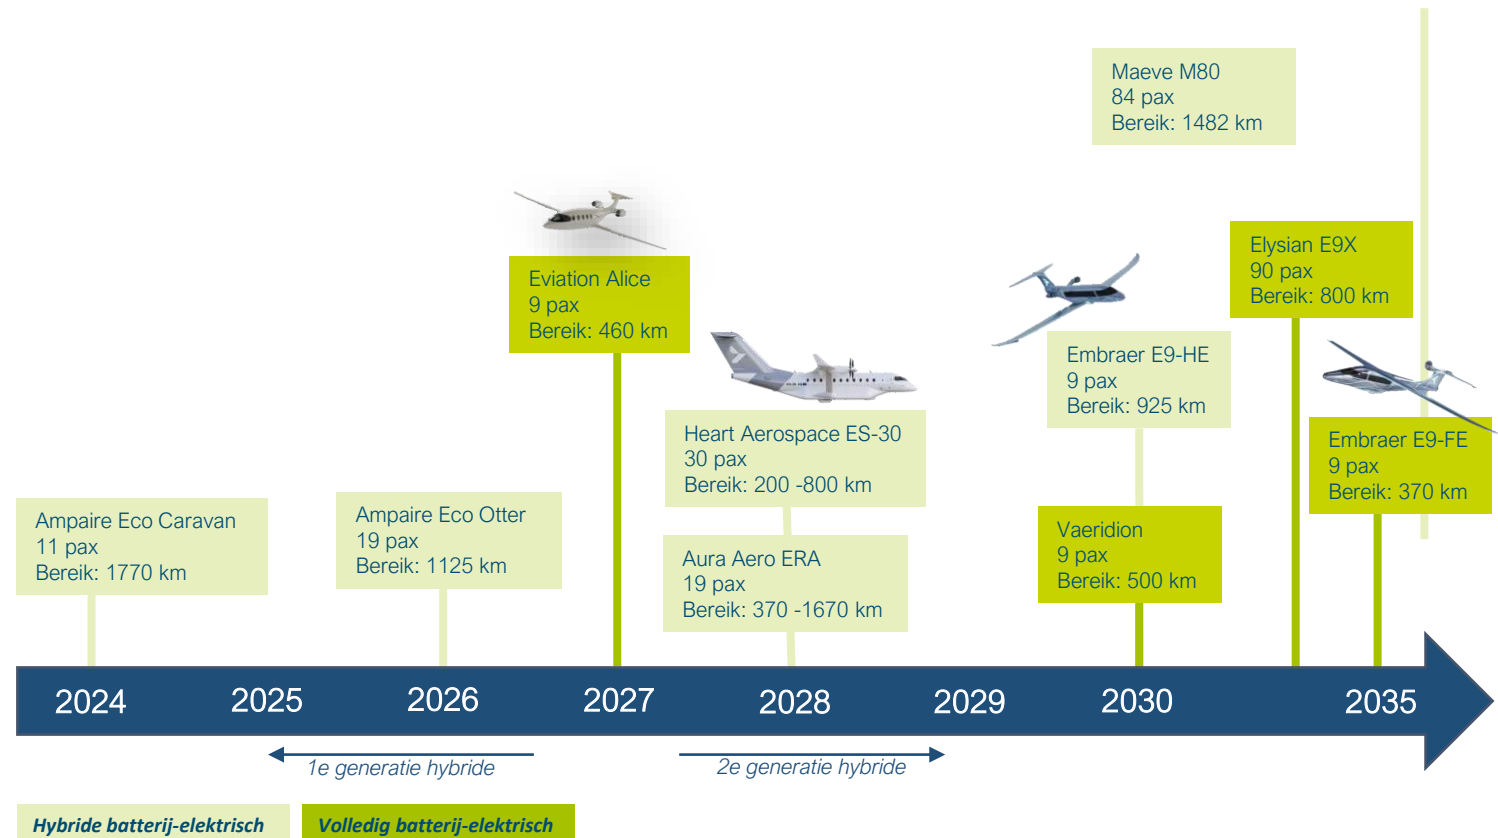 Maeve M80
84 pax
Bereik: 1482 km
Elysian E9X
90 pax
Bereik: 800 km
Eviation Alice
9 pax
Bereik: 460 km
Embraer E9-HE
9 pax
Bereik: 925 km
Heart Aerospace ES-30
30 pax
Bereik: 200 -800 km
Embraer E9-FE
9 pax
Bereik: 370 km
Ampaire Eco Caravan
11 pax
Bereik: 1770 km
Ampaire Eco Otter
19 pax
Bereik: 1125 km
Aura Aero ERA
19 pax
Bereik: 370 -1670 km
Vaeridion
9 pax
Bereik: 500 km
2024 2025 2026 2027 2028 2029 2030 2035
1e generatie hybride 2e generatie hybride
Hybride batterij-elektrisch Volledig batterij-elektrisch